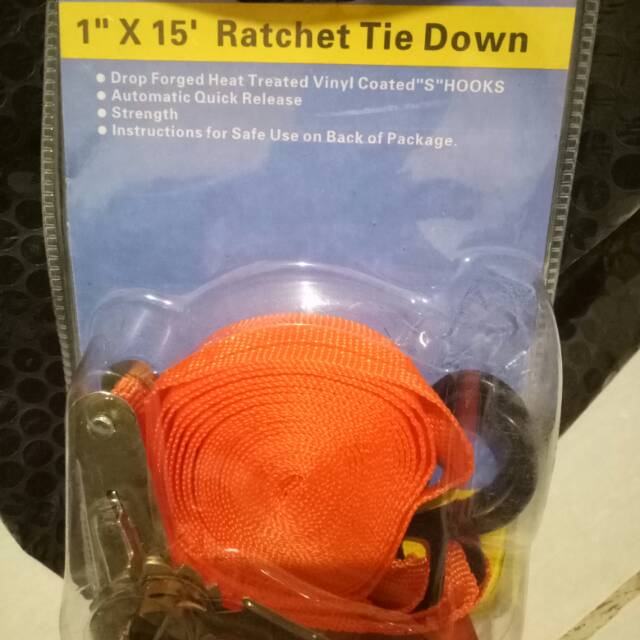 1" X 15' Ratchet Tie Down
• Drop Forged Heat Treated Vinyl Coated"S"HOOKS
• Automatic Quick Release
• Strength
• Instructions for Safe Use on Back of Package.